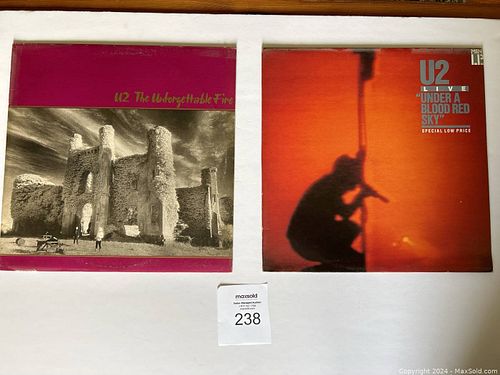 U2 The Unforgettable Fire
U2
LIVE
"UNDER A
BLOOD RED
SKY"
SPECIAL LOW PRICE
maxsold
238
Copyright 2024 - MaxSold.com